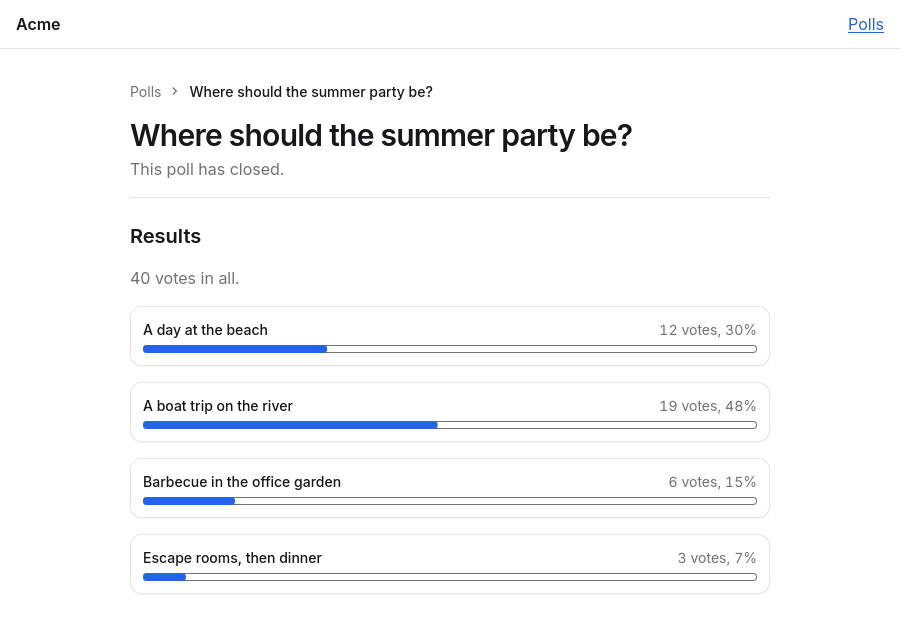 Acme
Polls
Polls > Where should the summer party be?
Where should the summer party be?
This poll has closed.
Results
40 votes in all.
A day at the beach 12 votes, 30%
A boat trip on the river 19 votes, 48%
Barbecue in the office garden 6 votes, 15%
Escape rooms, then dinner 3 votes, 7%